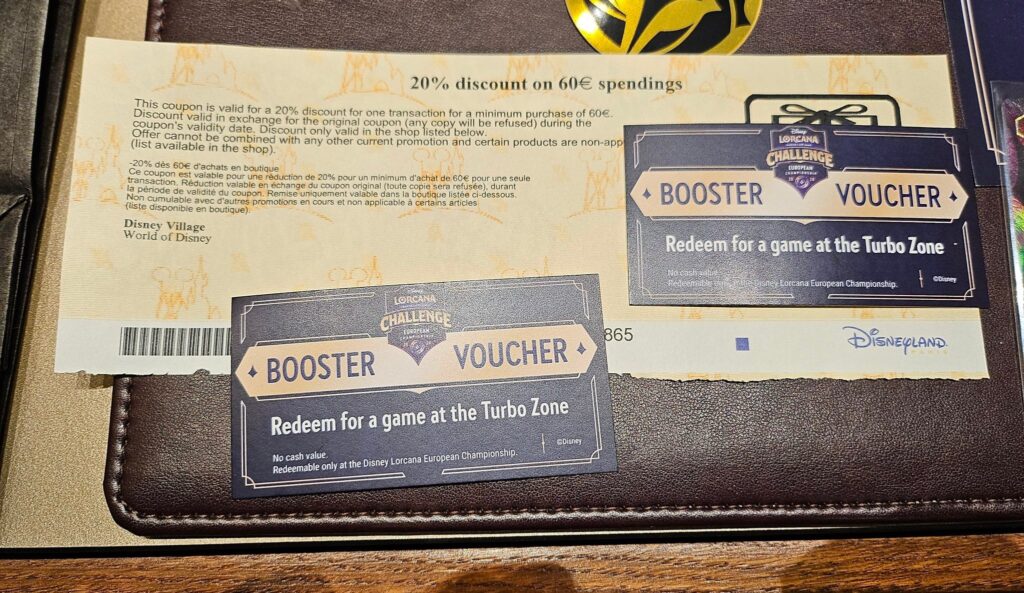 20% discount on 60€ spendings
This coupon is valid for a 20% discount for one transaction for a minimum purchase of 60€.
Discount valid in exchange for the original coupon (any copy will be refused) during the
coupon's validity date. Discount only valid in the shop listed below.
Offer cannot be combined with any other current promotion and certain products are non-app
(list available in the shop).
-20% dès 60€ d'achats en boutique
Ce coupon est valable pour une réduction de 20% pour un minimum d'achat de 60€ pour une seule
transaction. Réduction valable en échange du coupon original (toute copie sera refusée), durant
la période de validité du coupon. Remise uniquement valable dans la boutique listée ci-dessous.
Non cumulable avec d'autres promotions en cours et non applicable à certains articles
(liste disponible en boutique).
Disney Village
World of Disney
865
Disneyland
PARIS
Disney
LORCANA
CHALLENGE
EUROPEAN
CHAMPIONSHIP
BOOSTER VOUCHER
Redeem for a game at the Turbo Zone
No cash value.
Redeemable only at the Disney Lorcana European Championship.
©Disney
Disney
LORCANA
CHALLENGE
EUROPEAN
CHAMPIONSHIP
BOOSTER VOUCHER
Redeem for a game at the Turbo Zone
No cash value.
Redeemable only at the Disney Lorcana European Championship.
©Disney